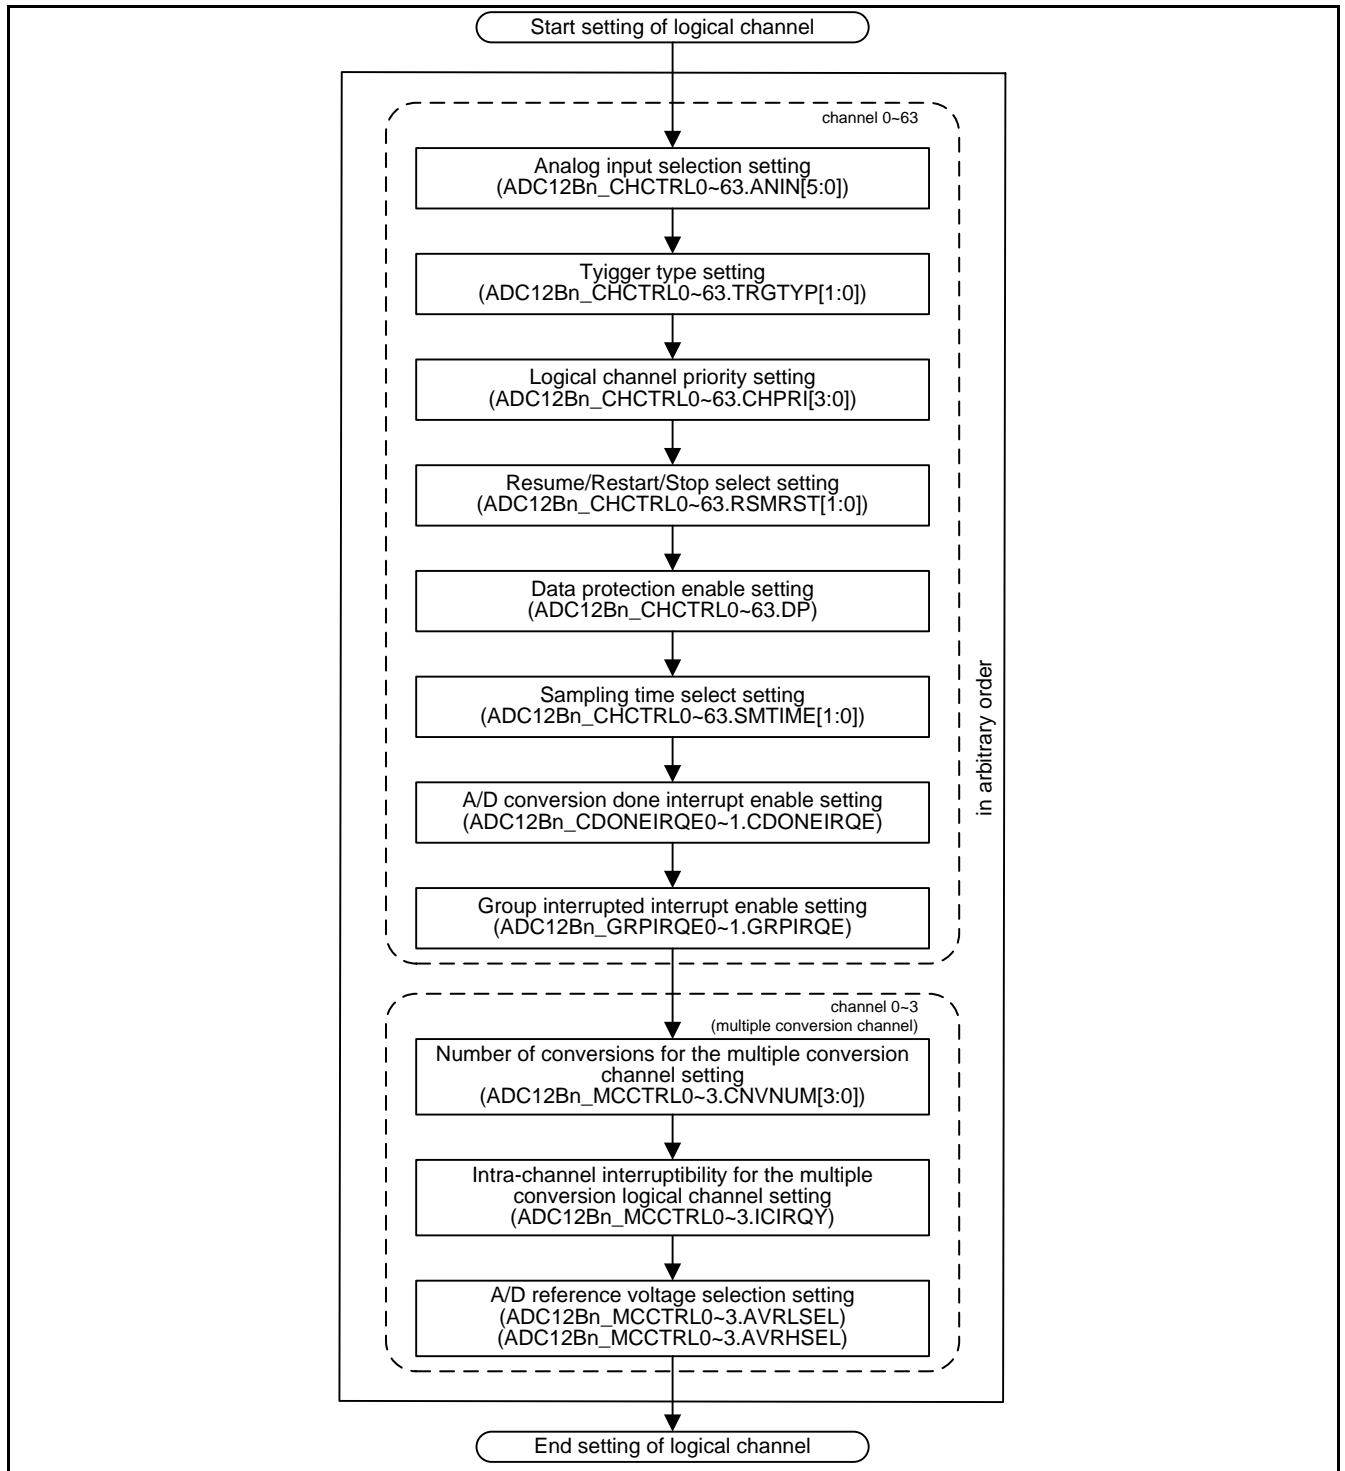 Start setting of logical channel
channel 0~63
Analog input selection setting
(ADC12Bn_CHCTRL0~63.ANIN[5:0])
Tyigger type setting
(ADC12Bn_CHCTRL0~63.TRGTYP[1:0])
Logical channel priority setting
(ADC12Bn_CHCTRL0~63.CHPRI[3:0])
Resume/Restart/Stop select setting
(ADC12Bn_CHCTRL0~63.RSMRST[1:0])
Data protection enable setting
(ADC12Bn_CHCTRL0~63.DP)
Sampling time select setting
(ADC12Bn_CHCTRL0~63.SMTIME[1:0])
A/D conversion done interrupt enable setting
(ADC12Bn_CDONEIRQE0~1.CDONEIRQE)
Group interrupted interrupt enable setting
(ADC12Bn_GRPIRQE0~1.GRPIRQE)
in arbitrary order
channel 0~3
(multiple conversion channel)
Number of conversions for the multiple conversion
channel setting
(ADC12Bn_MCCTRL0~3.CNVNUM[3:0])
Intra-channel interruptibility for the multiple
conversion logical channel setting
(ADC12Bn_MCCTRL0~3.ICIRQY)
A/D reference voltage selection setting
(ADC12Bn_MCCTRL0~3.AVRLSEL)
(ADC12Bn_MCCTRL0~3.AVRHSEL)
End setting of logical channel